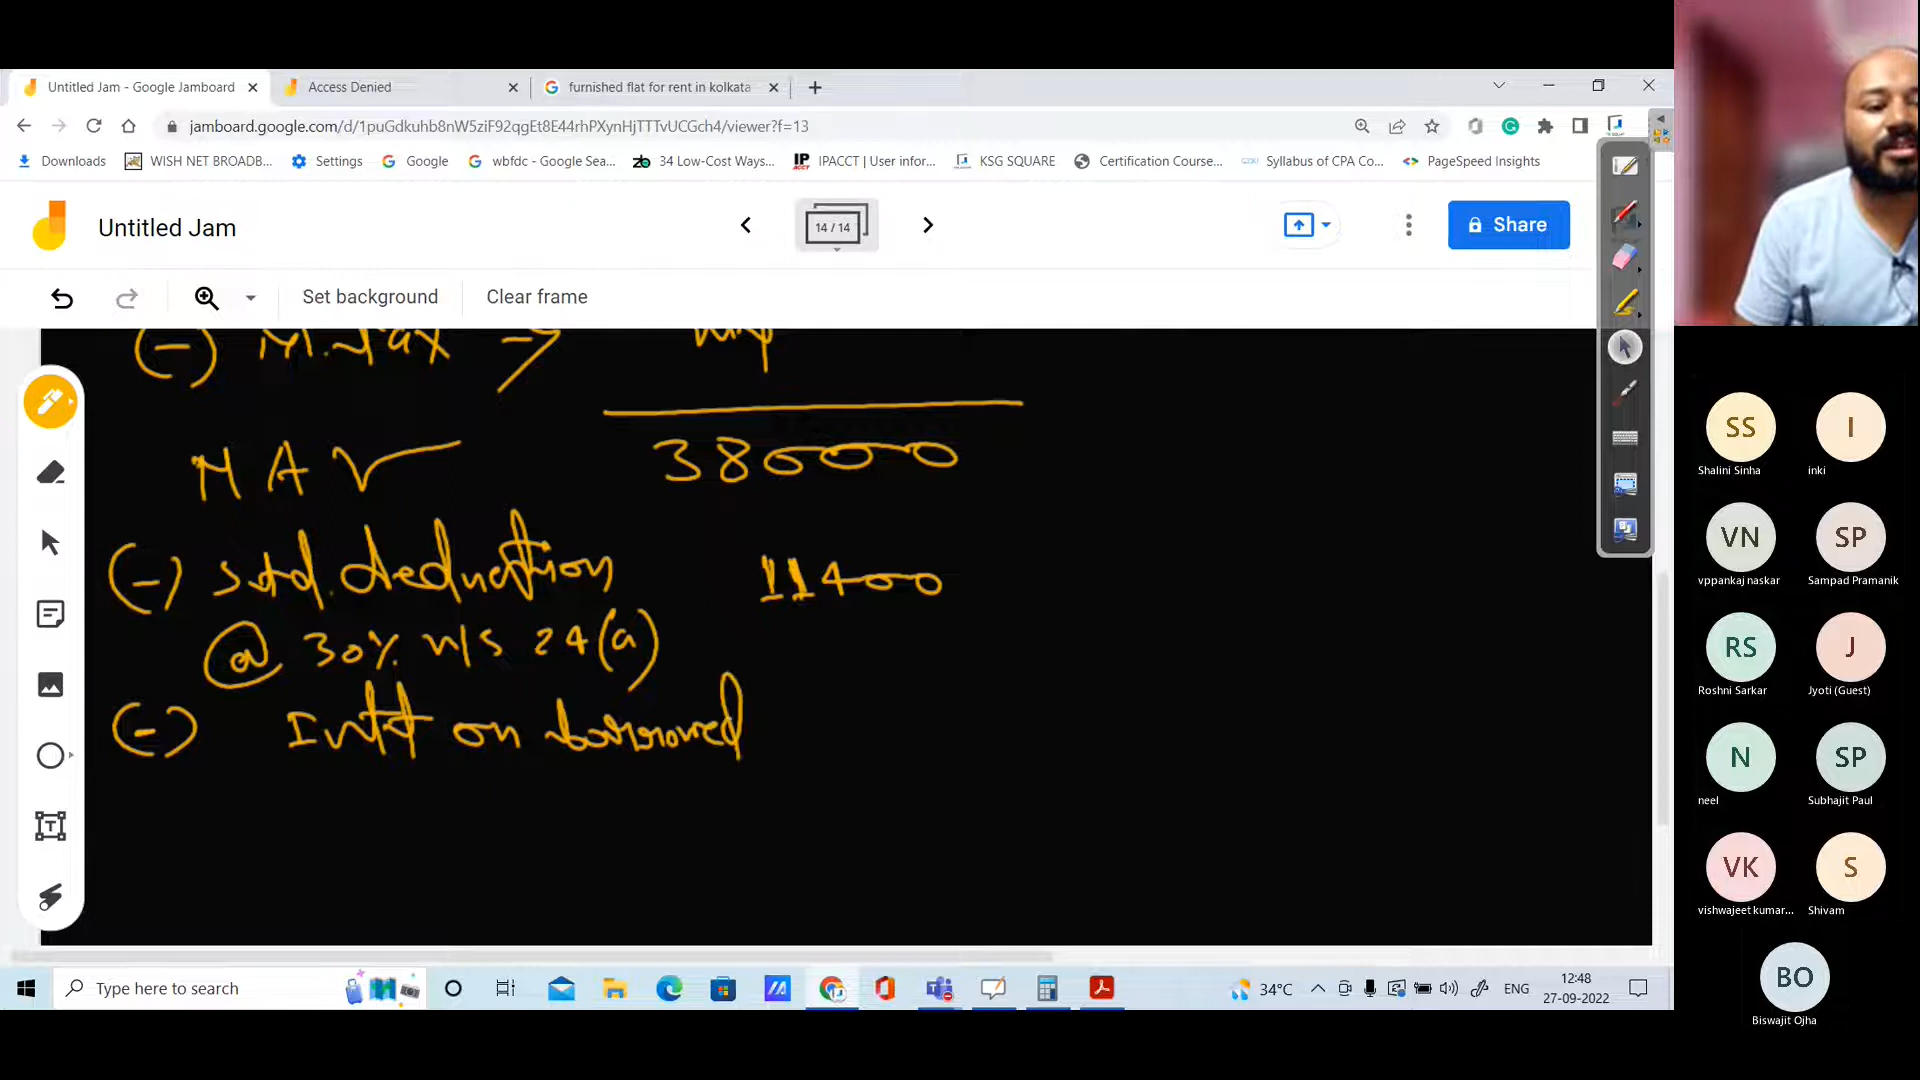 Untitled Jam - Google Jamboard
Access Denied
furnished flat for rent in kolkata
jamboard.google.com/d/1puGdkuhb8nW5ziF92qgEt8E44rhPXynHjTTTvUCGch4/viewer?f=13
Downloads
WISH NET BROADB...
Settings
Google
wbfdc - Google Sea...
34 Low-Cost Ways...
IPACCT | User infor...
KSG SQUARE
Certification Course...
Syllabus of CPA Co...
PageSpeed Insights
Untitled Jam
14 / 14
Share
Set background
Clear frame
(-) M.Tax →
NAV 38000
(-) Std. deduction 11400
@ 30% u/s 24(a)
(-) Intt on borrowed
SS
Shalini Sinha
I
inki
VN
vppankaj naskar
SP
Sampad Pramanik
RS
Roshni Sarkar
J
Jyoti (Guest)
N
neel
SP
Subhajit Paul
VK
vishwajeet kumar...
S
Shivam
BO
Biswajit Ojha
Type here to search
34°C
ENG
12:48
27-09-2022